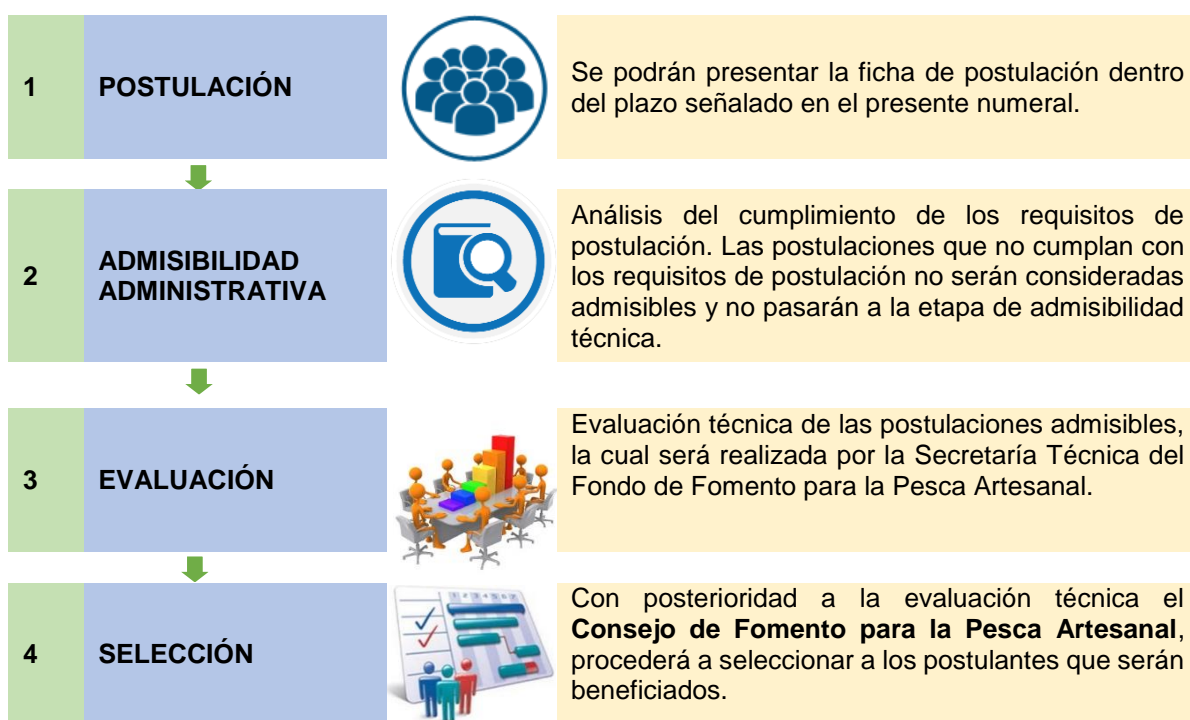 1
POSTULACIÓN
Se podrán presentar la ficha de postulación dentro
del plazo señalado en el presente numeral.
2
ADMISIBILIDAD
ADMINISTRATIVA
Análisis del cumplimiento de los requisitos de
postulación. Las postulaciones que no cumplan con
los requisitos de postulación no serán consideradas
admisibles y no pasarán a la etapa de admisibilidad
técnica.
3
EVALUACIÓN
Evaluación técnica de las postulaciones admisibles,
la cual será realizada por la Secretaría Técnica del
Fondo de Fomento para la Pesca Artesanal.
4
SELECCIÓN
Con posterioridad a la evaluación técnica el
Consejo de Fomento para la Pesca Artesanal,
procederá a seleccionar a los postulantes que serán
beneficiados.